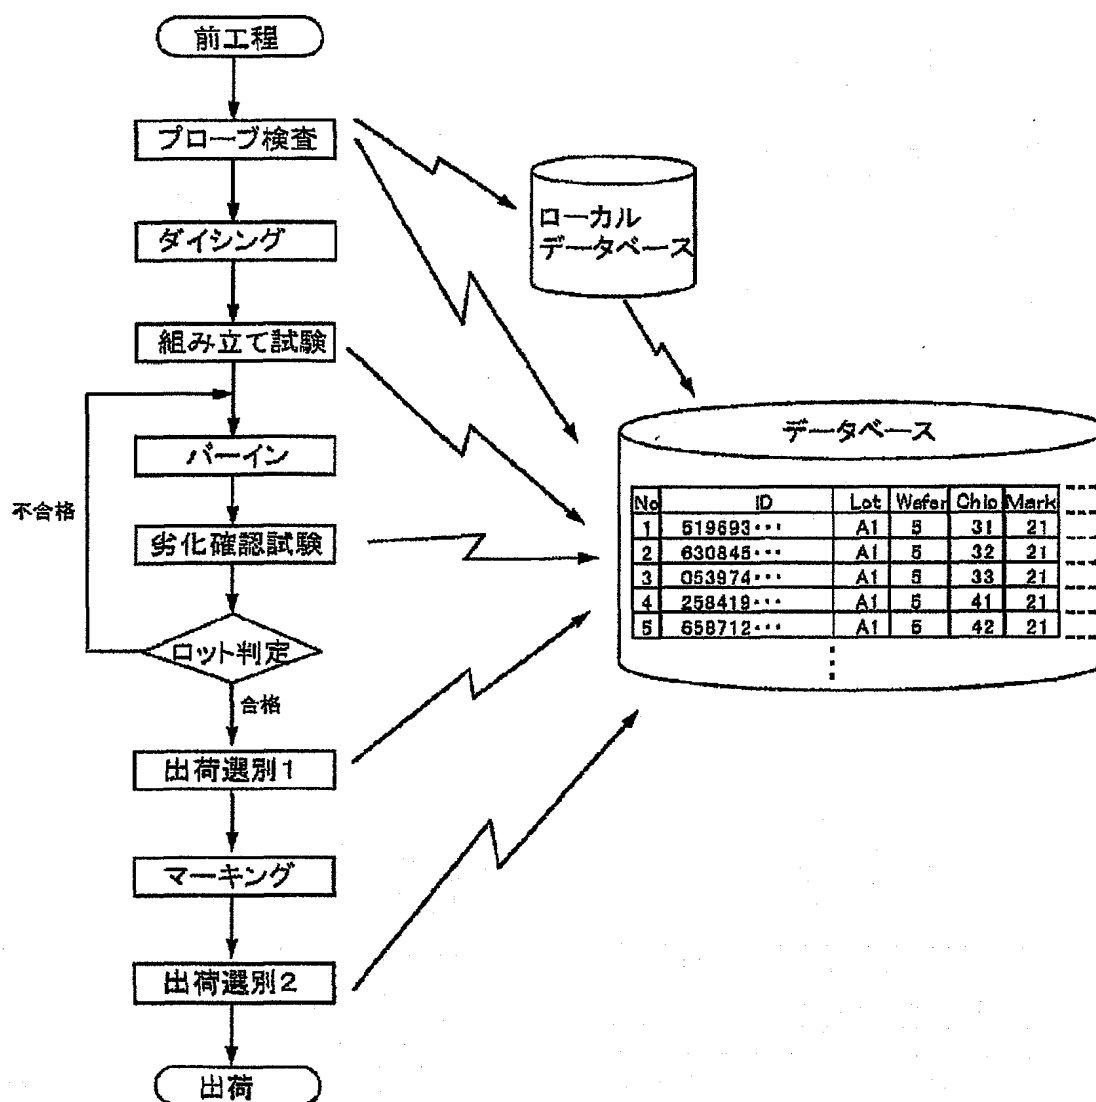 前工程
プローブ検査
ダイシング
組み立て試験
バーイン
劣化確認試験
ロット判定
不合格
合格
出荷選別1
マーキング
出荷選別2
出荷
ローカル
データベース
データベース
No ID Lot Wafer Chip Mark
1 519693・・・ A1 5 31 21
2 630845・・・ A1 5 32 21
3 053974・・・ A1 5 33 21
4 258419・・・ A1 5 41 21
5 658712・・・ A1 5 42 21